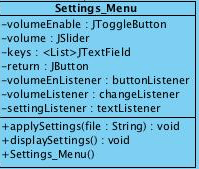 Settings_Menu
-volumeEnable : JToggleButton
-volume : JSlider
-keys : <List>JTextField
-return : JButton
-volumeEnListener : buttonListener
-volumeListener : changeListener
-settingListener : textListener
+applySettings(file : String) : void
+displaySettings() : void
+Settings_Menu()